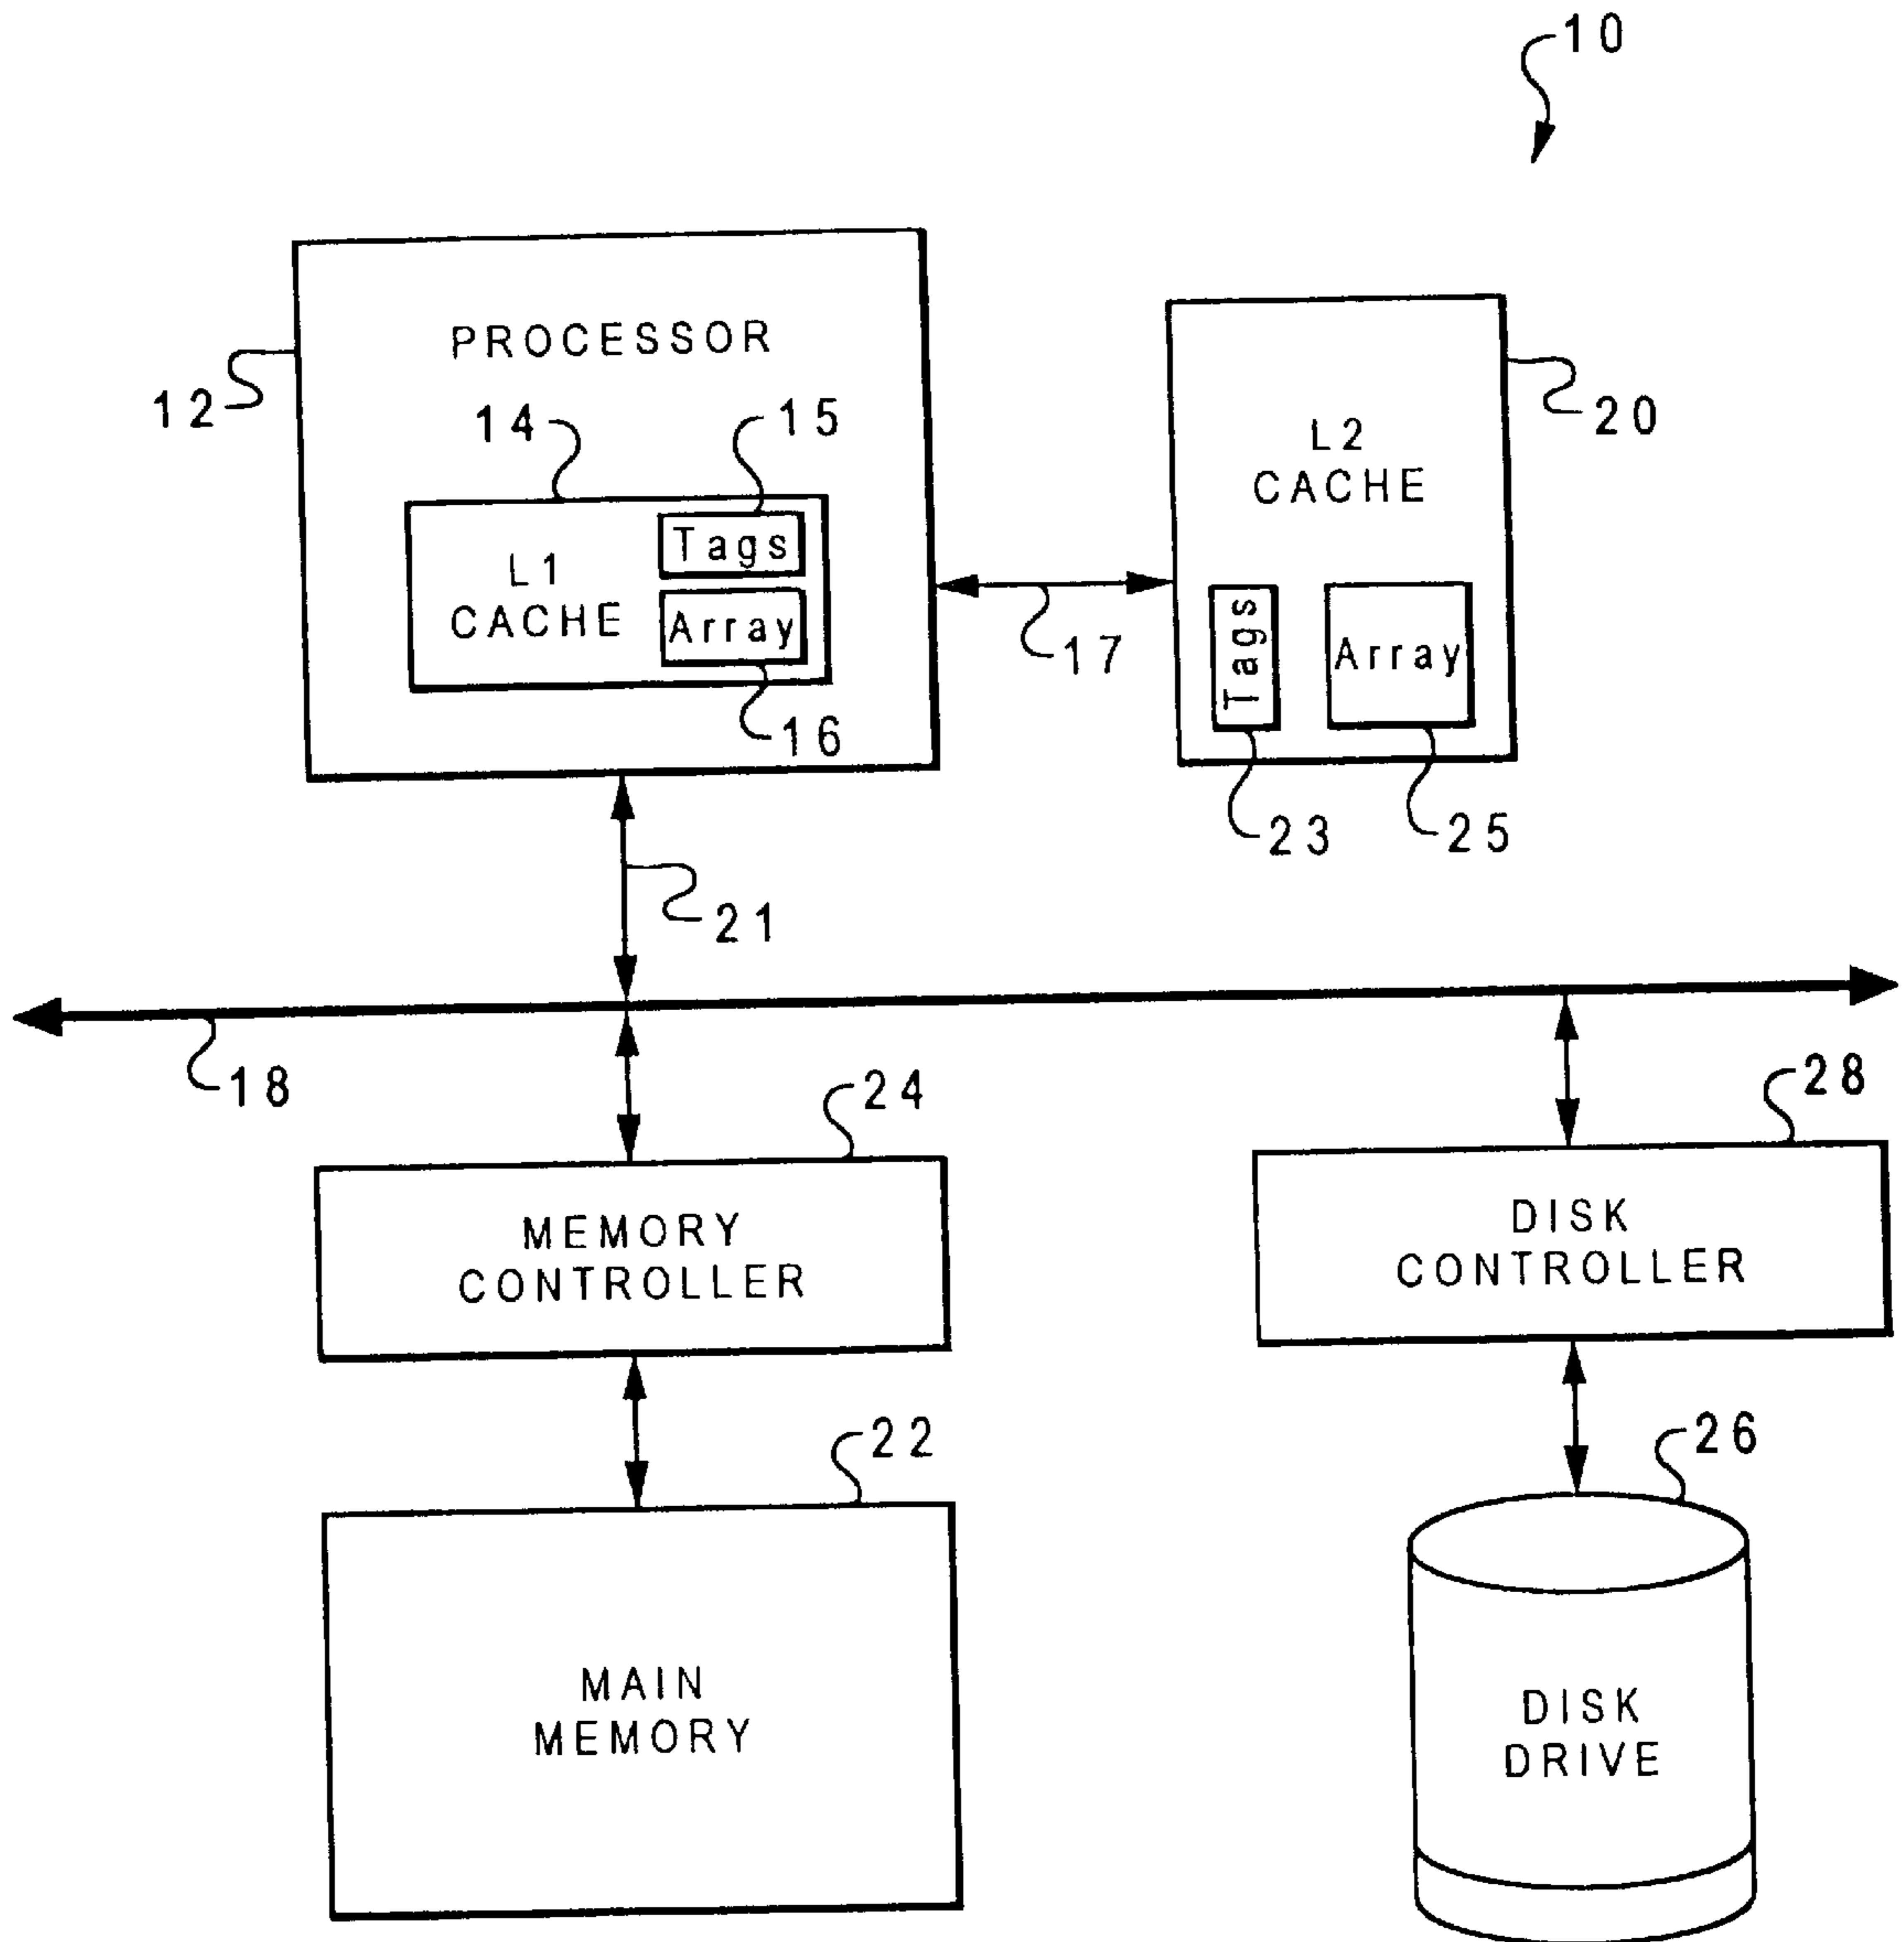 10
PROCESSOR
12
14
15
L1
CACHE
Tags
Array
16
17
L2
CACHE
20
Tags
Array
23
25
21
18
24
MEMORY
CONTROLLER
28
DISK
CONTROLLER
22
MAIN
MEMORY
26
DISK
DRIVE